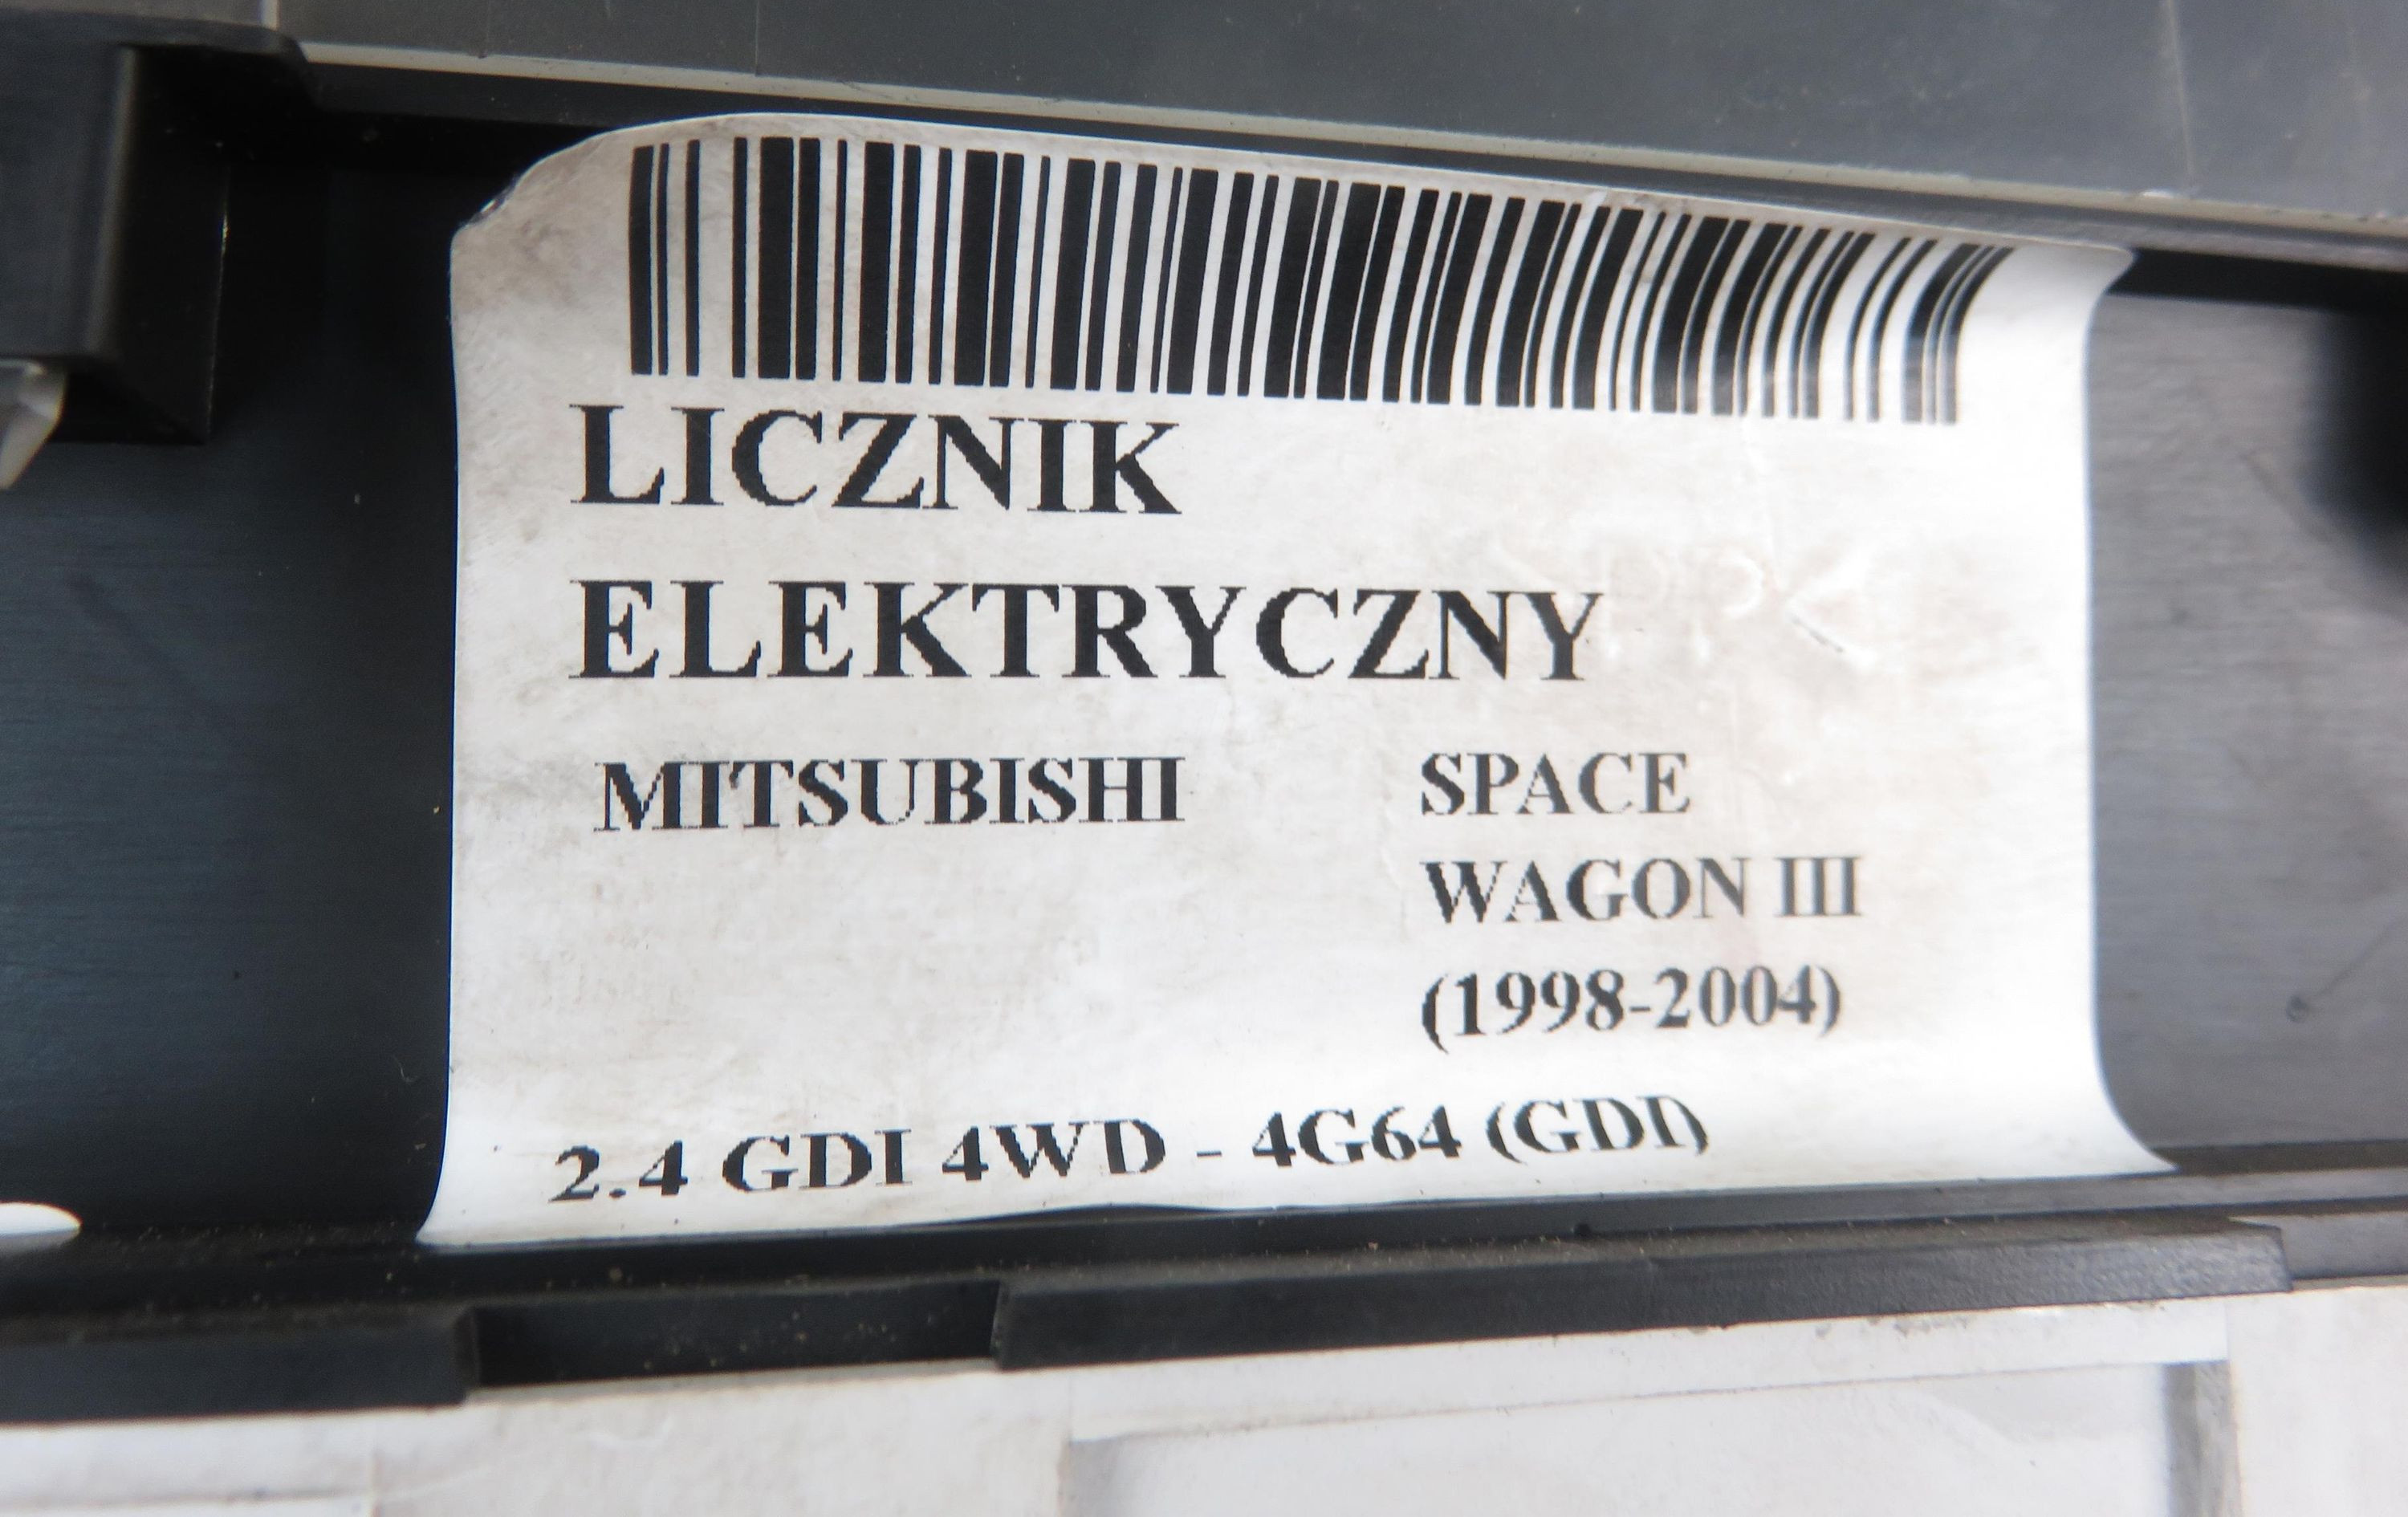 LICZNIK
ELEKTRYCZNY
MITSUBISHI SPACE
WAGON III
(1998-2004)
2.4 GDI 4WD - 4G64 (GDI)